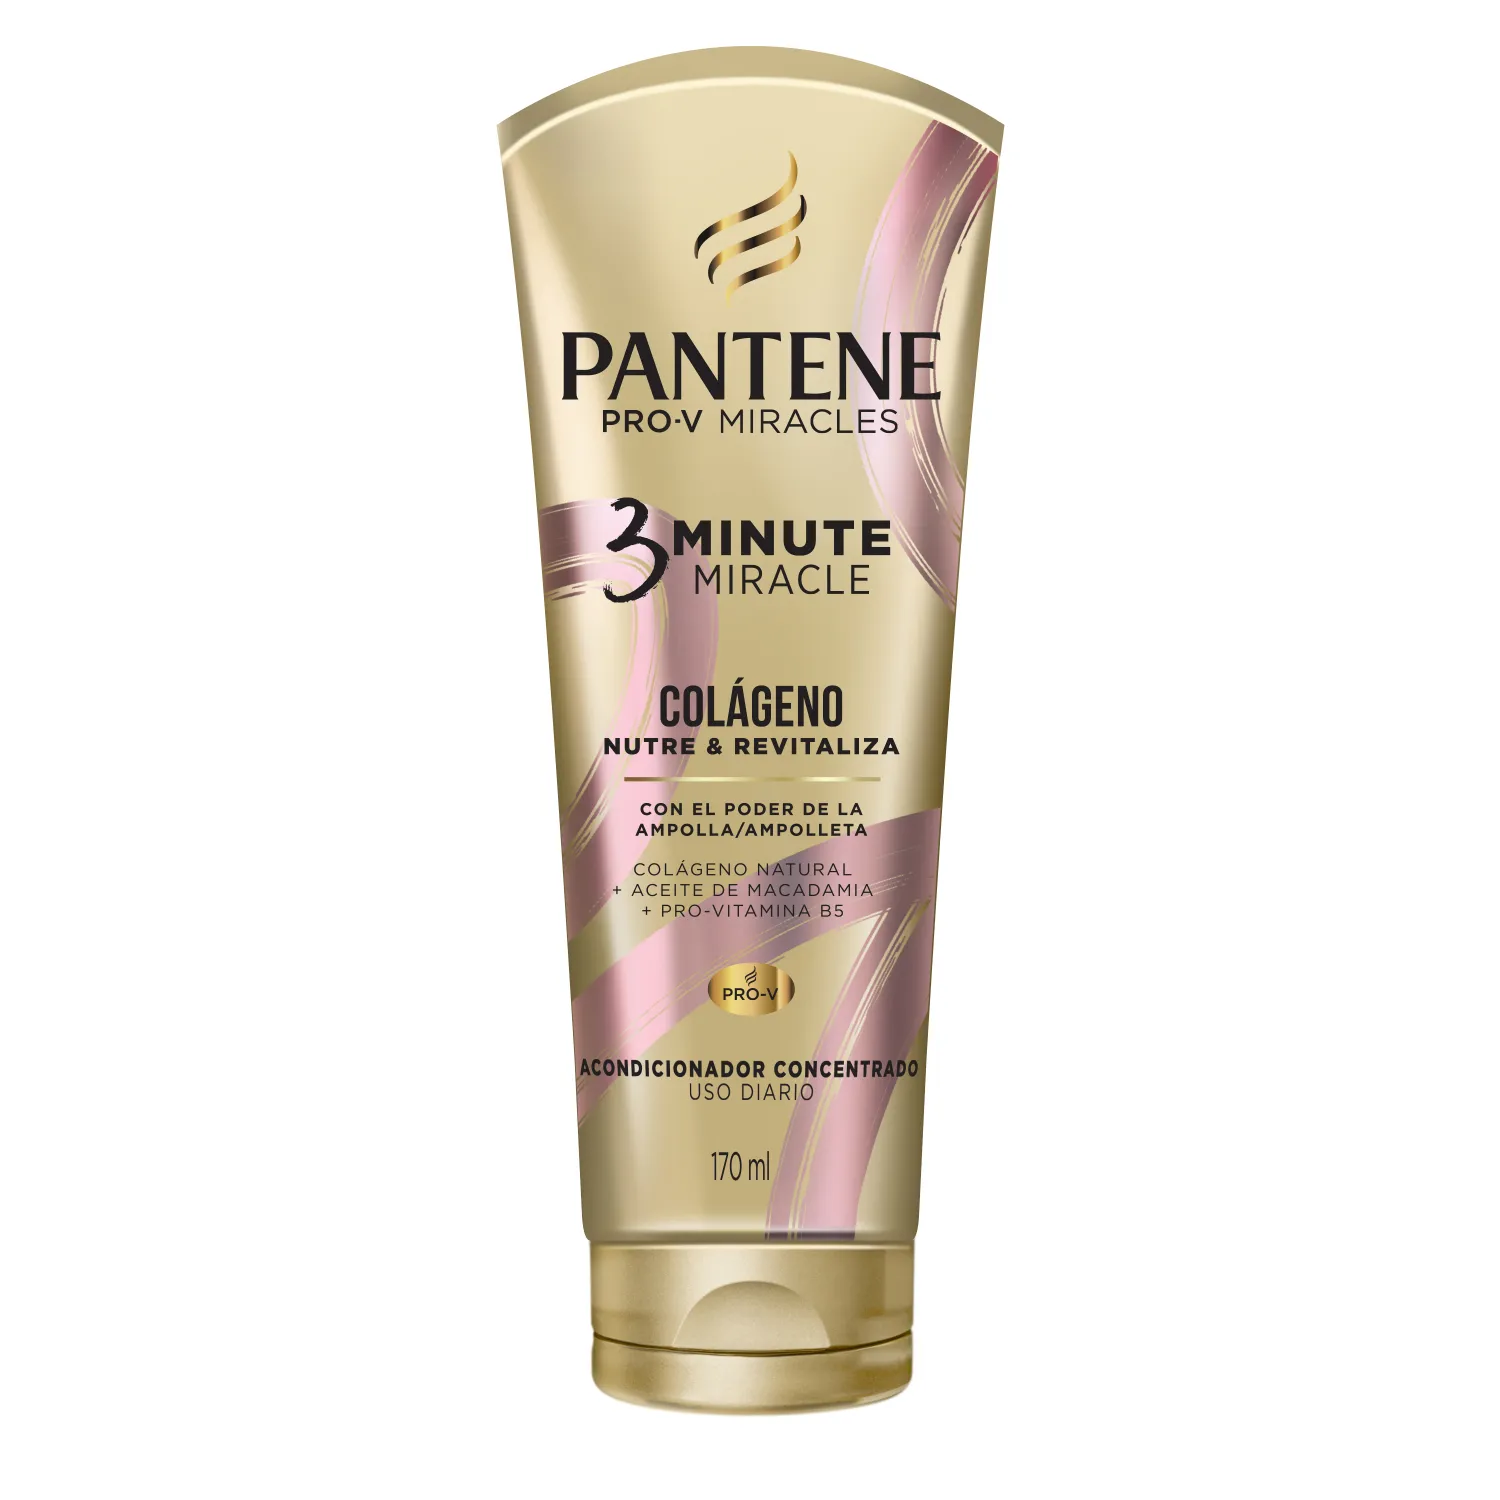 PANTENE
PRO-V MIRACLES
3 MINUTE
MIRACLE
COLÁGENO
NUTRE & REVITALIZA
CON EL PODER DE LA
AMPOLLA/AMPOLLETA
COLÁGENO NATURAL
+ ACEITE DE MACADAMIA
+ PRO-VITAMINA B5
PRO-V
ACONDICIONADOR CONCENTRADO
USO DIARIO
170 ml